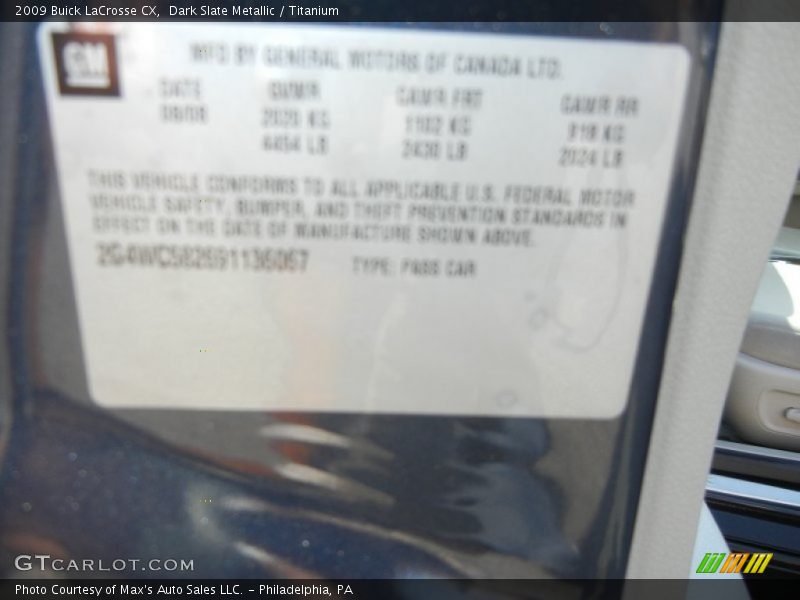 2009 Buick LaCrosse CX, Dark Slate Metallic / Titanium
GM
MFD BY GENERAL MOTORS OF CANADA LTD.
DATE GVWR GAWR FRT GAWR RR
08/08 2020 KG 1102 KG 918 KG
4454 LB 2430 LB 2024 LB
THIS VEHICLE CONFORMS TO ALL APPLICABLE U.S. FEDERAL MOTOR
VEHICLE SAFETY, BUMPER, AND THEFT PREVENTION STANDARDS IN
EFFECT ON THE DATE OF MANUFACTURE SHOWN ABOVE.
TYPE: PASS CAR
GTCARLOT.COM
Photo Courtesy of Max's Auto Sales LLC. – Philadelphia, PA